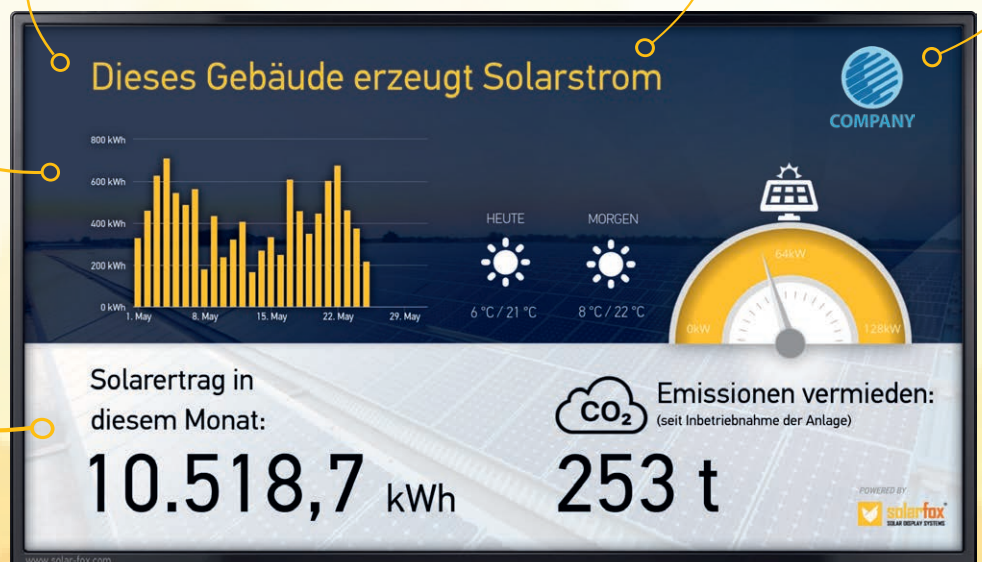 Dieses Gebäude erzeugt Solarstrom
COMPANY
800 kWh
600 kWh
400 kWh
200 kWh
0 kWh
1. May 8. May 15. May 22. May 29. May
HEUTE MORGEN
6 °C / 21 °C 8 °C / 22 °C
64kW
0kW 128kW
Solarertrag in
diesem Monat:
10.518,7 kWh
CO₂
Emissionen vermieden:
(seit Inbetriebnahme der Anlage)
253 t
POWERED BY
solarfox
SOLAR DISPLAY SYSTEMS
www.solar-fox.com